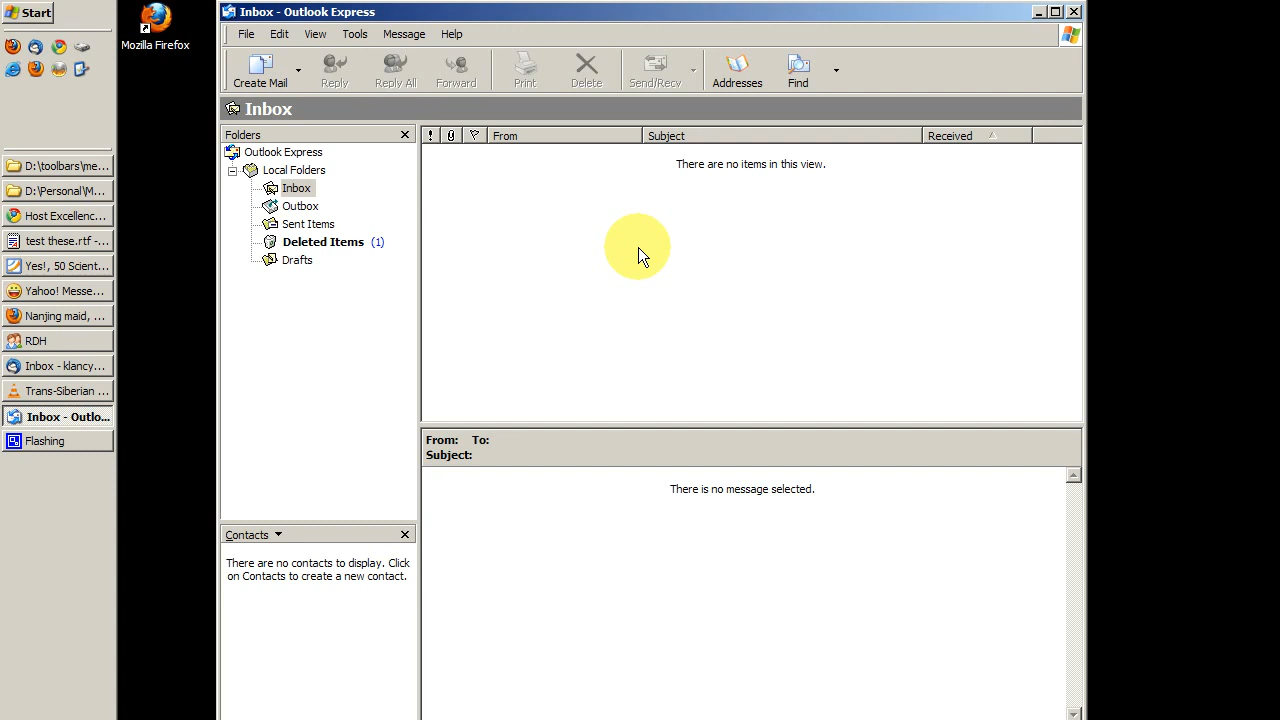 Start
Mozilla Firefox
D:\toolbars\me...
D:\Personal\M...
Host Excellenc...
test these.rtf -...
Yes!, 50 Scient...
Yahoo! Messe...
Nanjing maid, ...
RDH
Inbox - klancy...
Trans-Siberian ...
Inbox - Outlo...
Flashing
Inbox - Outlook Express
File Edit View Tools Message Help
Create Mail Reply Reply All Forward Print Delete Send/Recv Addresses Find
Inbox
Folders
Outlook Express
Local Folders
Inbox
Outbox
Sent Items
Deleted Items (1)
Drafts
! From Subject Received
There are no items in this view.
From: To:
Subject:
There is no message selected.
Contacts
There are no contacts to display. Click
on Contacts to create a new contact.